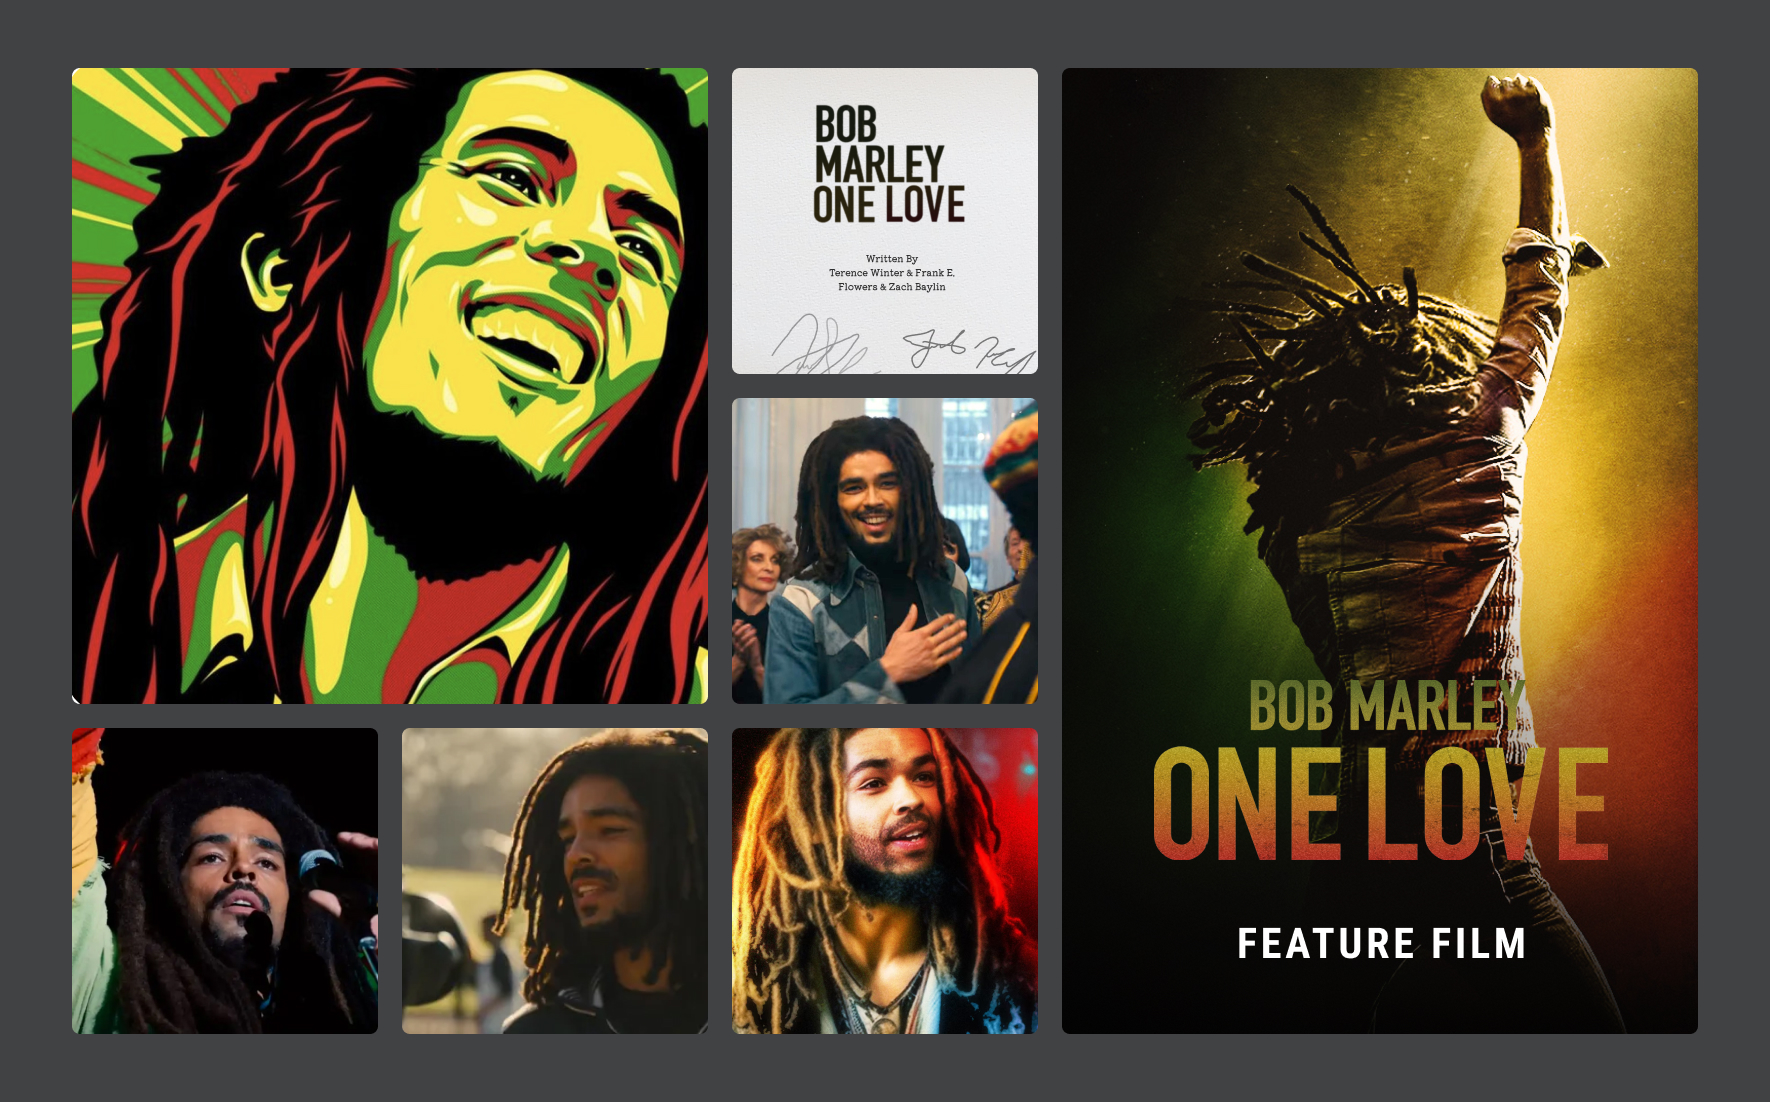 BOB
MARLEY
ONE LOVE
Written By
Terence Winter & Frank E.
Flowers & Zach Baylin
BOB MARLEY
ONE LOVE
FEATURE FILM